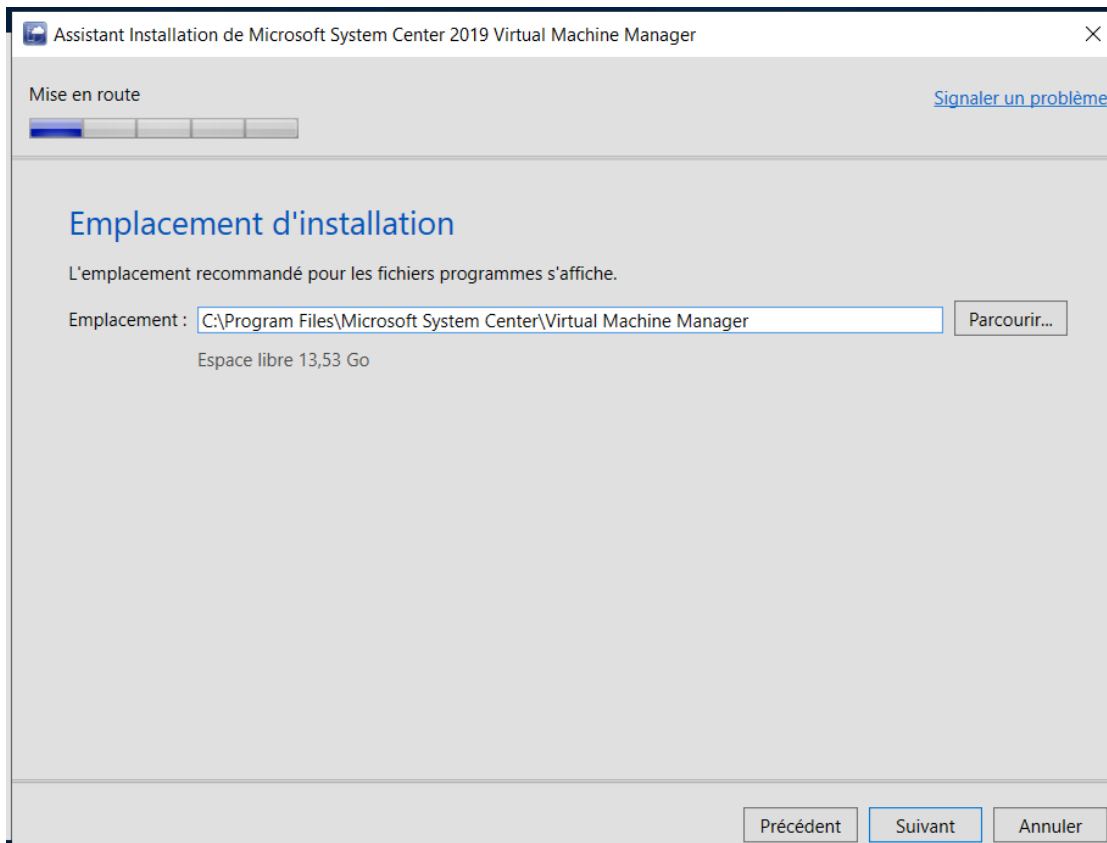 Assistant Installation de Microsoft System Center 2019 Virtual Machine Manager
Mise en route
Signaler un problème
Emplacement d'installation
L'emplacement recommandé pour les fichiers programmes s'affiche.
Emplacement : C:\Program Files\Microsoft System Center\Virtual Machine Manager Parcourir...
Espace libre 13,53 Go
Précédent Suivant Annuler